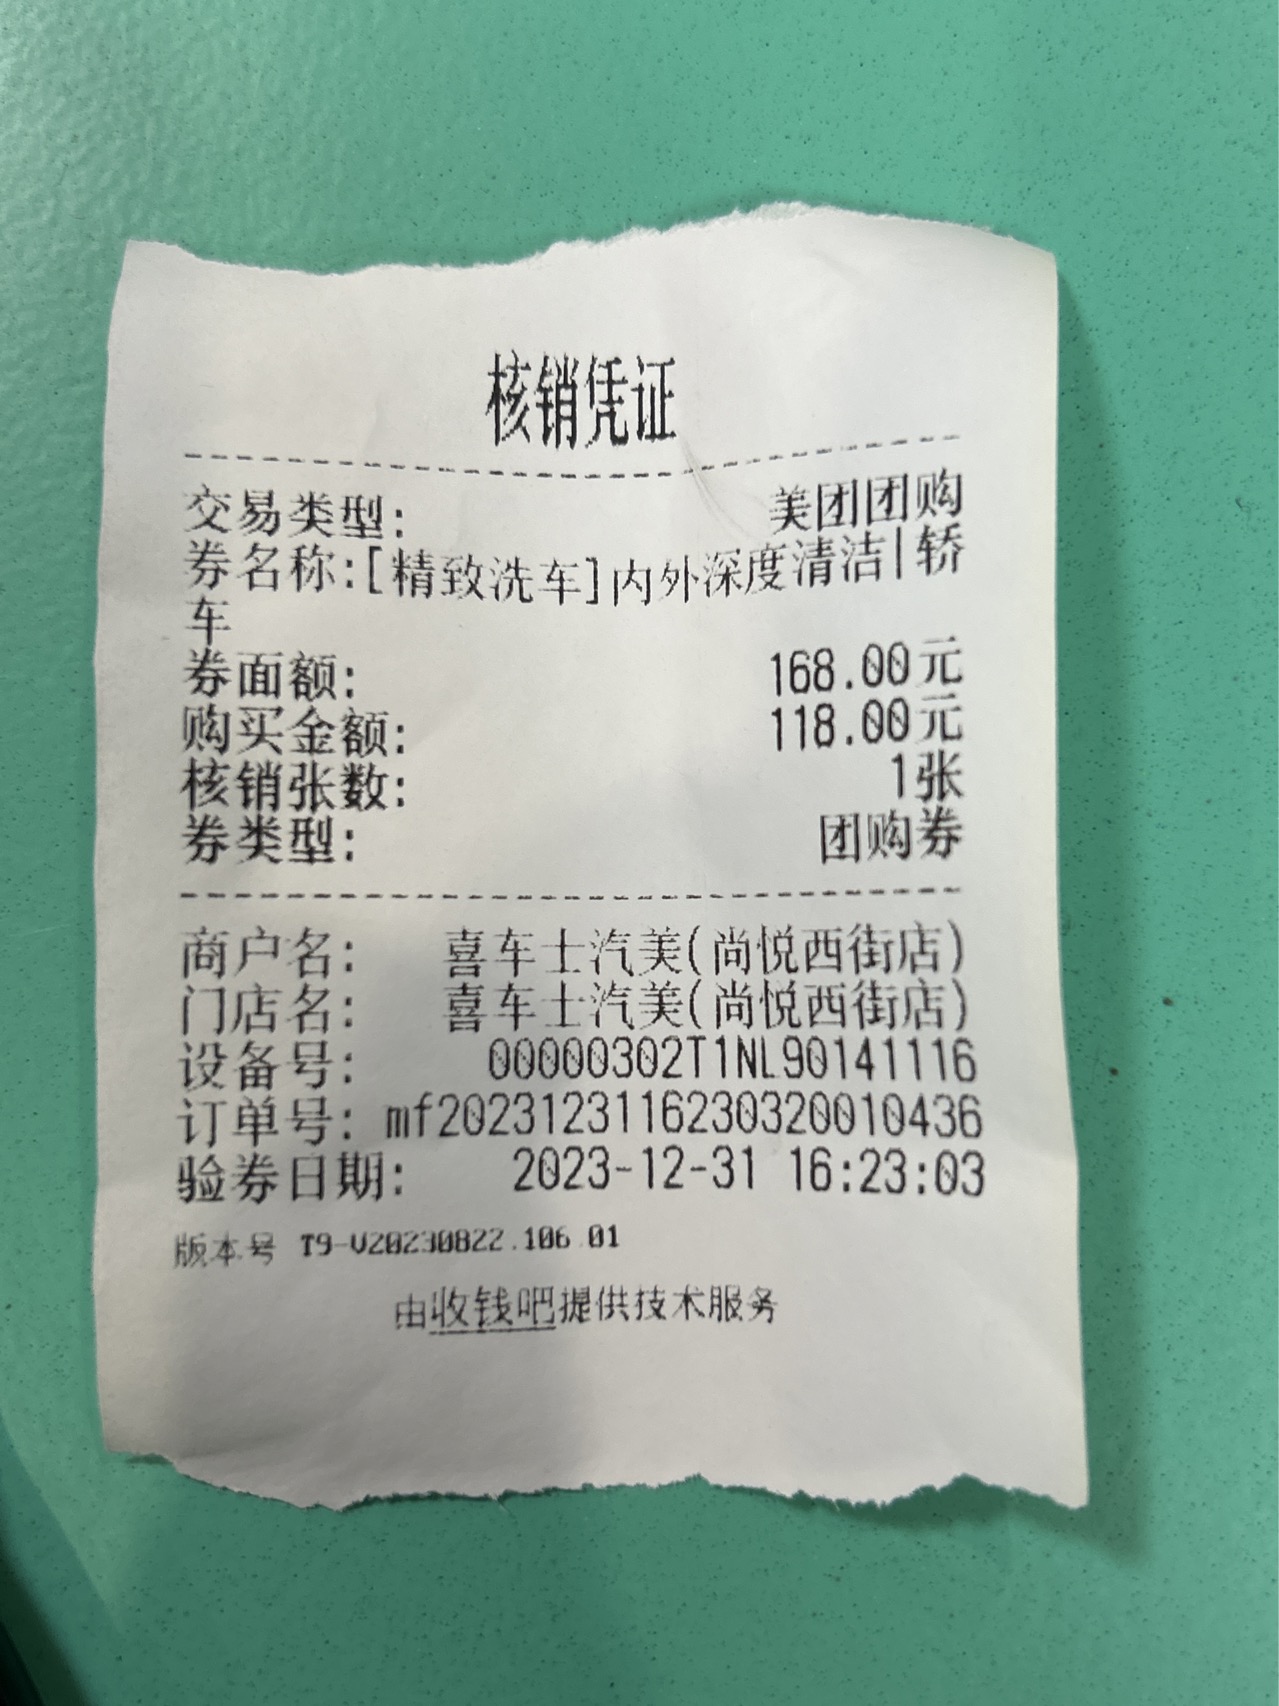 核销凭证
交易类型: 美团团购
券名称:[精致洗车]内外深度清洁|轿
车
券面额: 168.00元
购买金额: 118.00元
核销张数: 1张
券类型: 团购券
商户名: 喜车士汽美(尚悦西街店)
门店名: 喜车士汽美(尚悦西街店)
设备号: 00000302T1NL90141116
订单号: mf2023123116230320010436
验券日期: 2023-12-31 16:23:03
版本号 T9-V20230822.106.01
由收钱吧提供技术服务